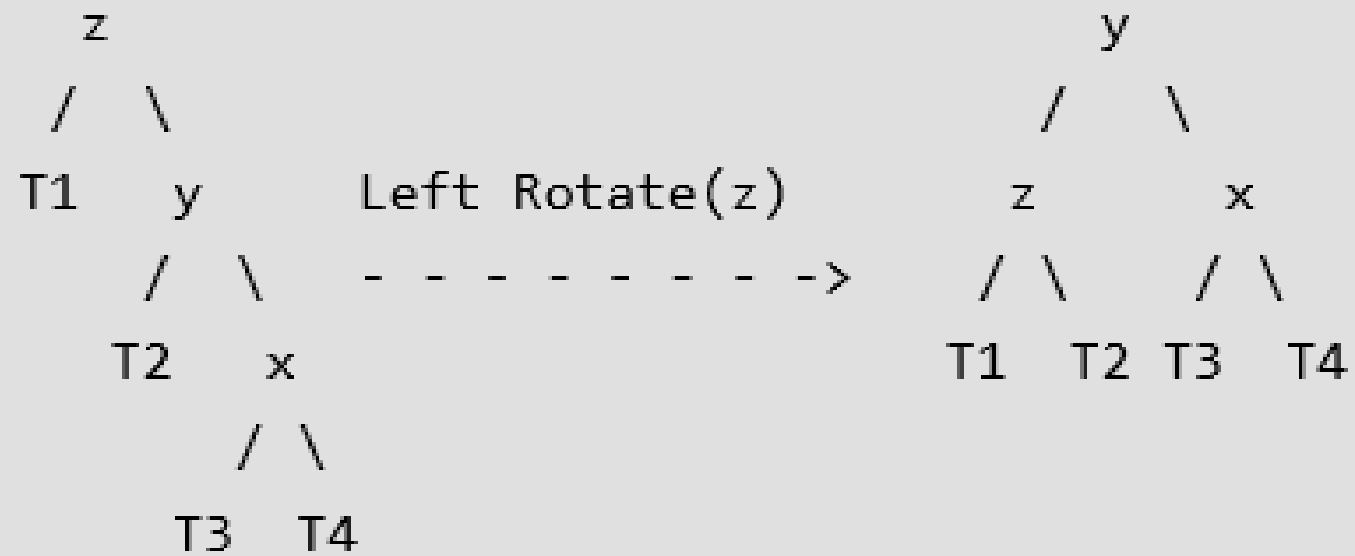 z                                y
/ \                              / \
T1 y Left Rotate(z) z x
/ \ - - - - - - - -> / \ / \
T2 x T1 T2 T3 T4
/ \
T3 T4